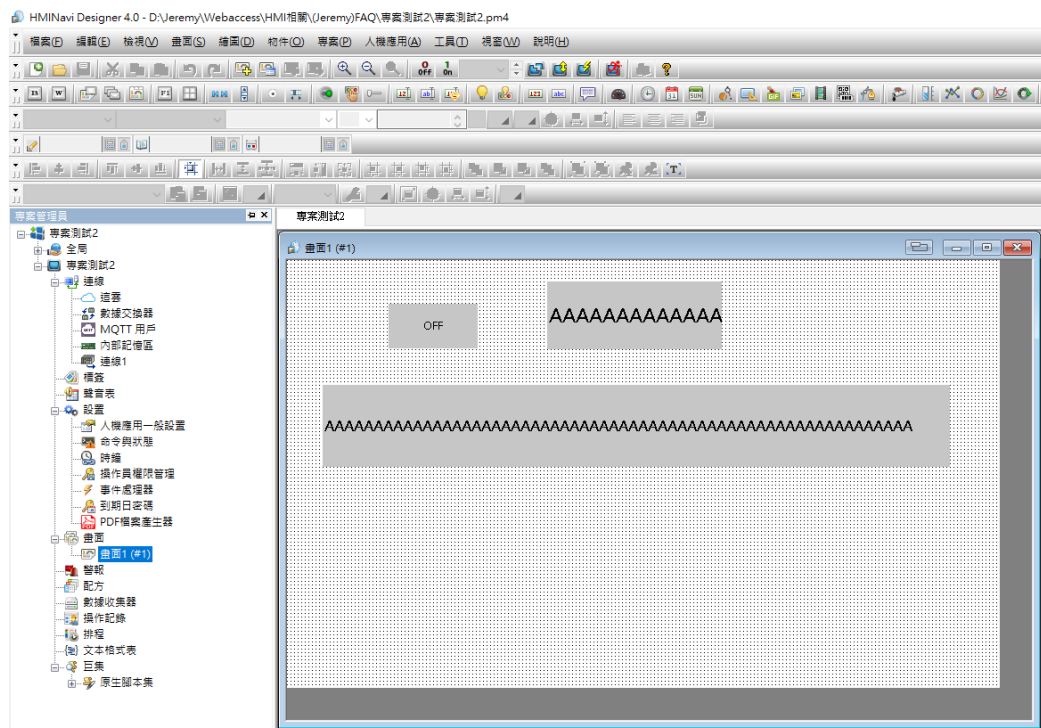 HMINavi Designer 4.0 - D:\Jeremy\Webaccess\HMI相關\(Jeremy)FAQ\專案測試2\專案測試2.pm4
檔案(F) 編輯(E) 檢視(V) 畫面(S) 繪圖(D) 物件(O) 專案(P) 人機應用(A) 工具(T) 視窗(W) 說明(H)
專案管理員
專案測試2
專案測試2
全局
專案測試2
連線
造雲
數據交換器
MQTT 用戶
內部記憶區
連線1
標簽
聲音表
設置
人機應用一般設置
命令與狀態
時鐘
操作員權限管理
事件處理器
到期日密碼
PDF檔案產生器
畫面
畫面1 (#1)
警報
配方
數據收集器
操作記錄
排程
文本格式表
巨集
原生腳本集
畫面1 (#1)
OFF
AAAAAAAAAAAAA